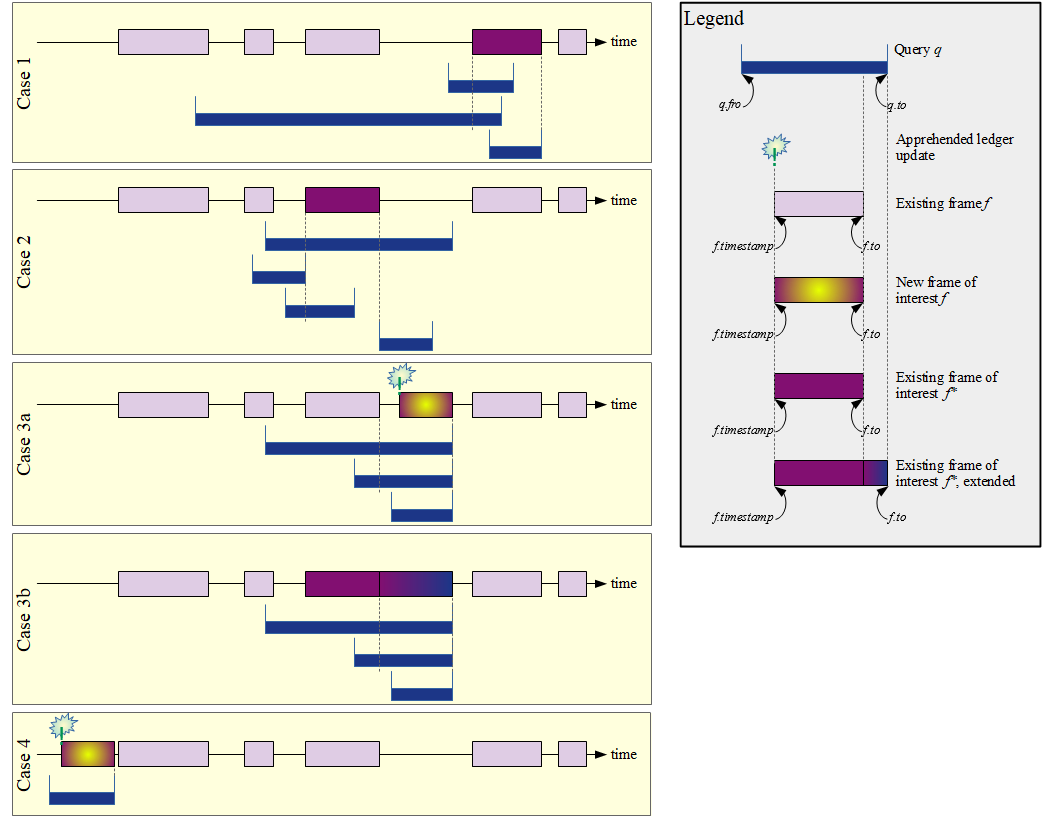 Case 1
time
Case 2
time
Case 3a
time
Case 3b
time
Case 4
time
Legend
Query q
q.fro
q.to
Apprehended ledger
update
Existing frame f
f.timestamp
f.to
New frame of
interest f
f.timestamp
f.to
Existing frame of
interest f*
f.timestamp
f.to
Existing frame of
interest f*, extended
f.timestamp
f.to